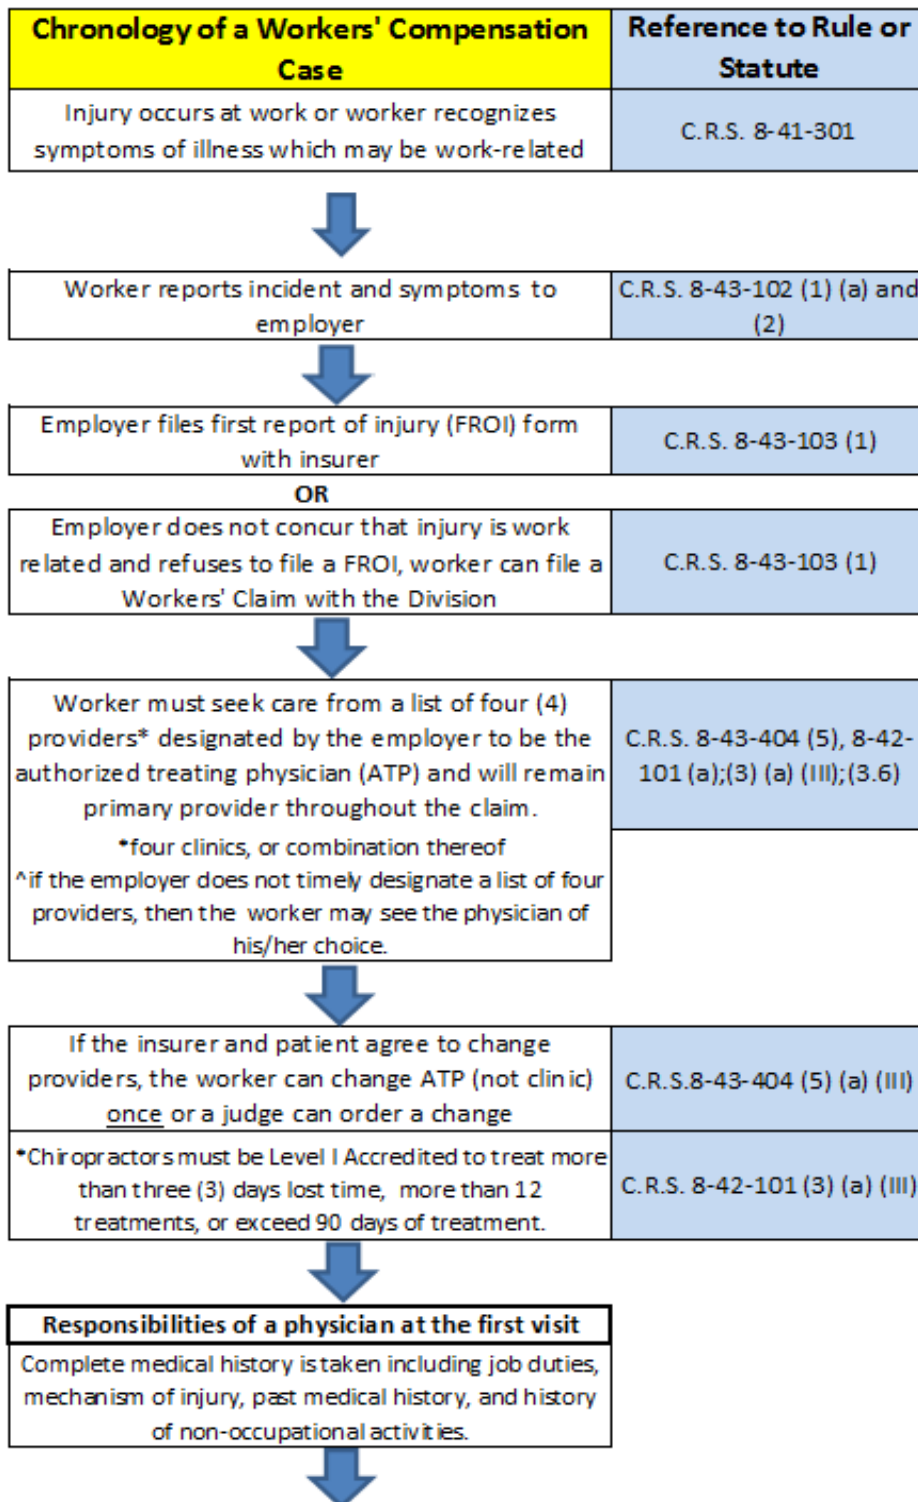 Chronology of a Workers' Compensation
Case
Reference to Rule or
Statute
Injury occurs at work or worker recognizes
symptoms of illness which may be work-related
C.R.S. 8-41-301
Worker reports incident and symptoms to
employer
C.R.S. 8-43-102 (1) (a) and
(2)
Employer files first report of injury (FROI) form
with insurer
C.R.S. 8-43-103 (1)
OR
Employer does not concur that injury is work
related and refuses to file a FROI, worker can file a
Workers' Claim with the Division
C.R.S. 8-43-103 (1)
Worker must seek care from a list of four (4)
providers* designated by the employer to be the
authorized treating physician (ATP) and will remain
primary provider throughout the claim.
*four clinics, or combination thereof
^if the employer does not timely designate a list of four
providers, then the worker may see the physician of
his/her choice.
C.R.S. 8-43-404 (5), 8-42-
101 (a);(3) (a) (III);(3.6)
If the insurer and patient agree to change
providers, the worker can change ATP (not clinic)
once or a judge can order a change
C.R.S.8-43-404 (5) (a) (III)
*Chiropractors must be Level I Accredited to treat more
than three (3) days lost time, more than 12
treatments, or exceed 90 days of treatment.
C.R.S. 8-42-101 (3) (a) (III)
Responsibilities of a physician at the first visit
Complete medical history is taken including job duties,
mechanism of injury, past medical history, and history
of non-occupational activities.